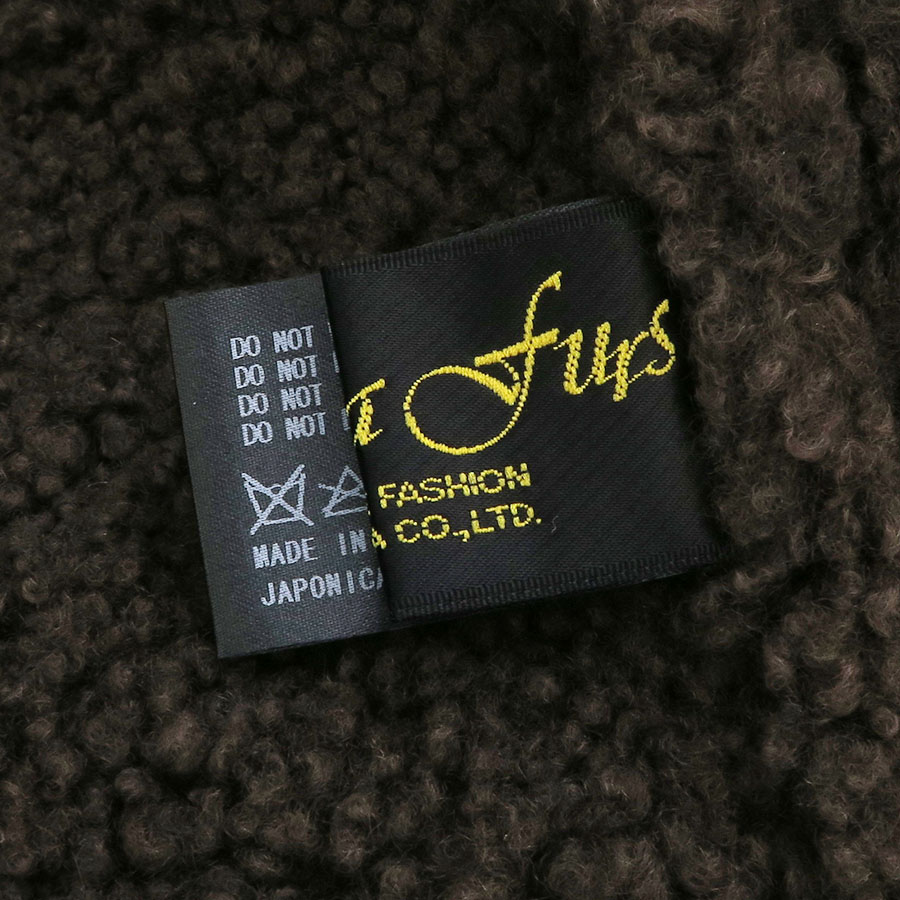 DO NOT
DO NOT
DO NOT
DO NOT
Furs
FASHION
& CO.,LTD.
MADE IN
JAPONICA